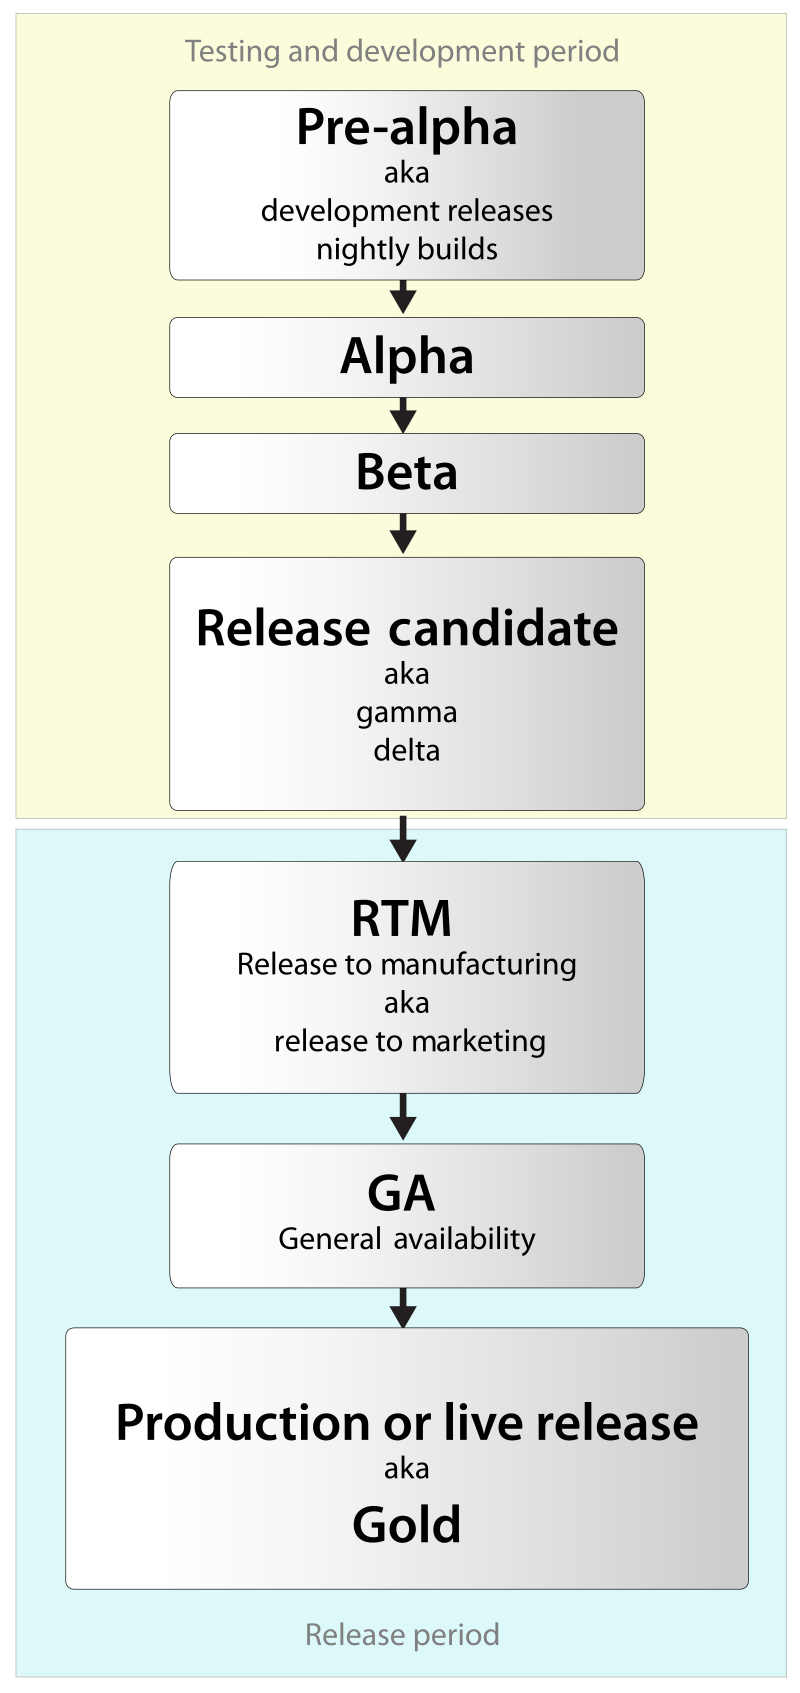 Testing and development period
Pre-alpha
aka
development releases
nightly builds
Alpha
Beta
Release candidate
aka
gamma
delta
RTM
Release to manufacturing
aka
release to marketing
GA
General availability
Production or live release
aka
Gold
Release period